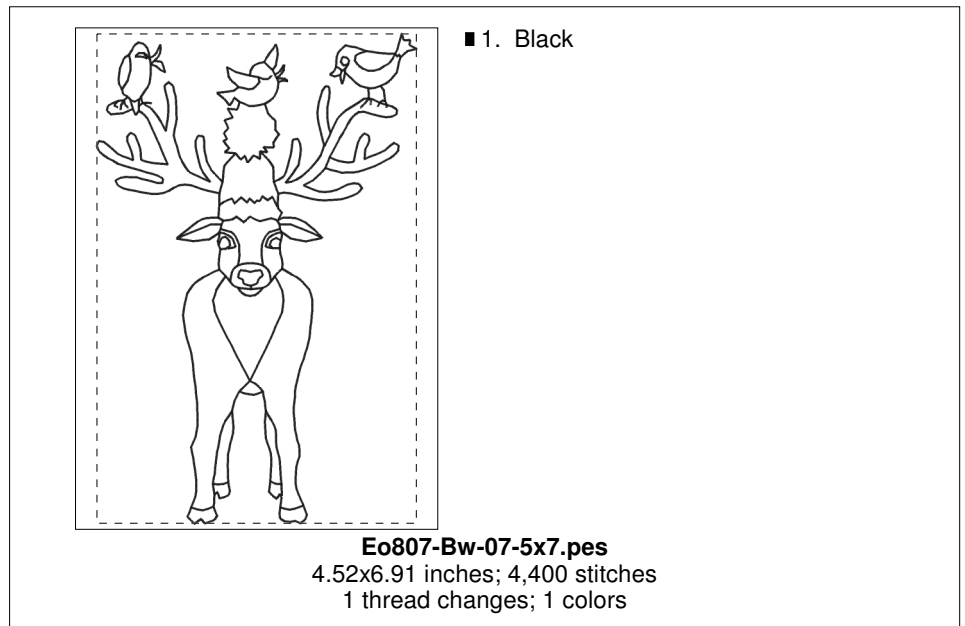 1. Black
Eo807-Bw-07-5x7.pes
4.52x6.91 inches; 4,400 stitches
1 thread changes; 1 colors